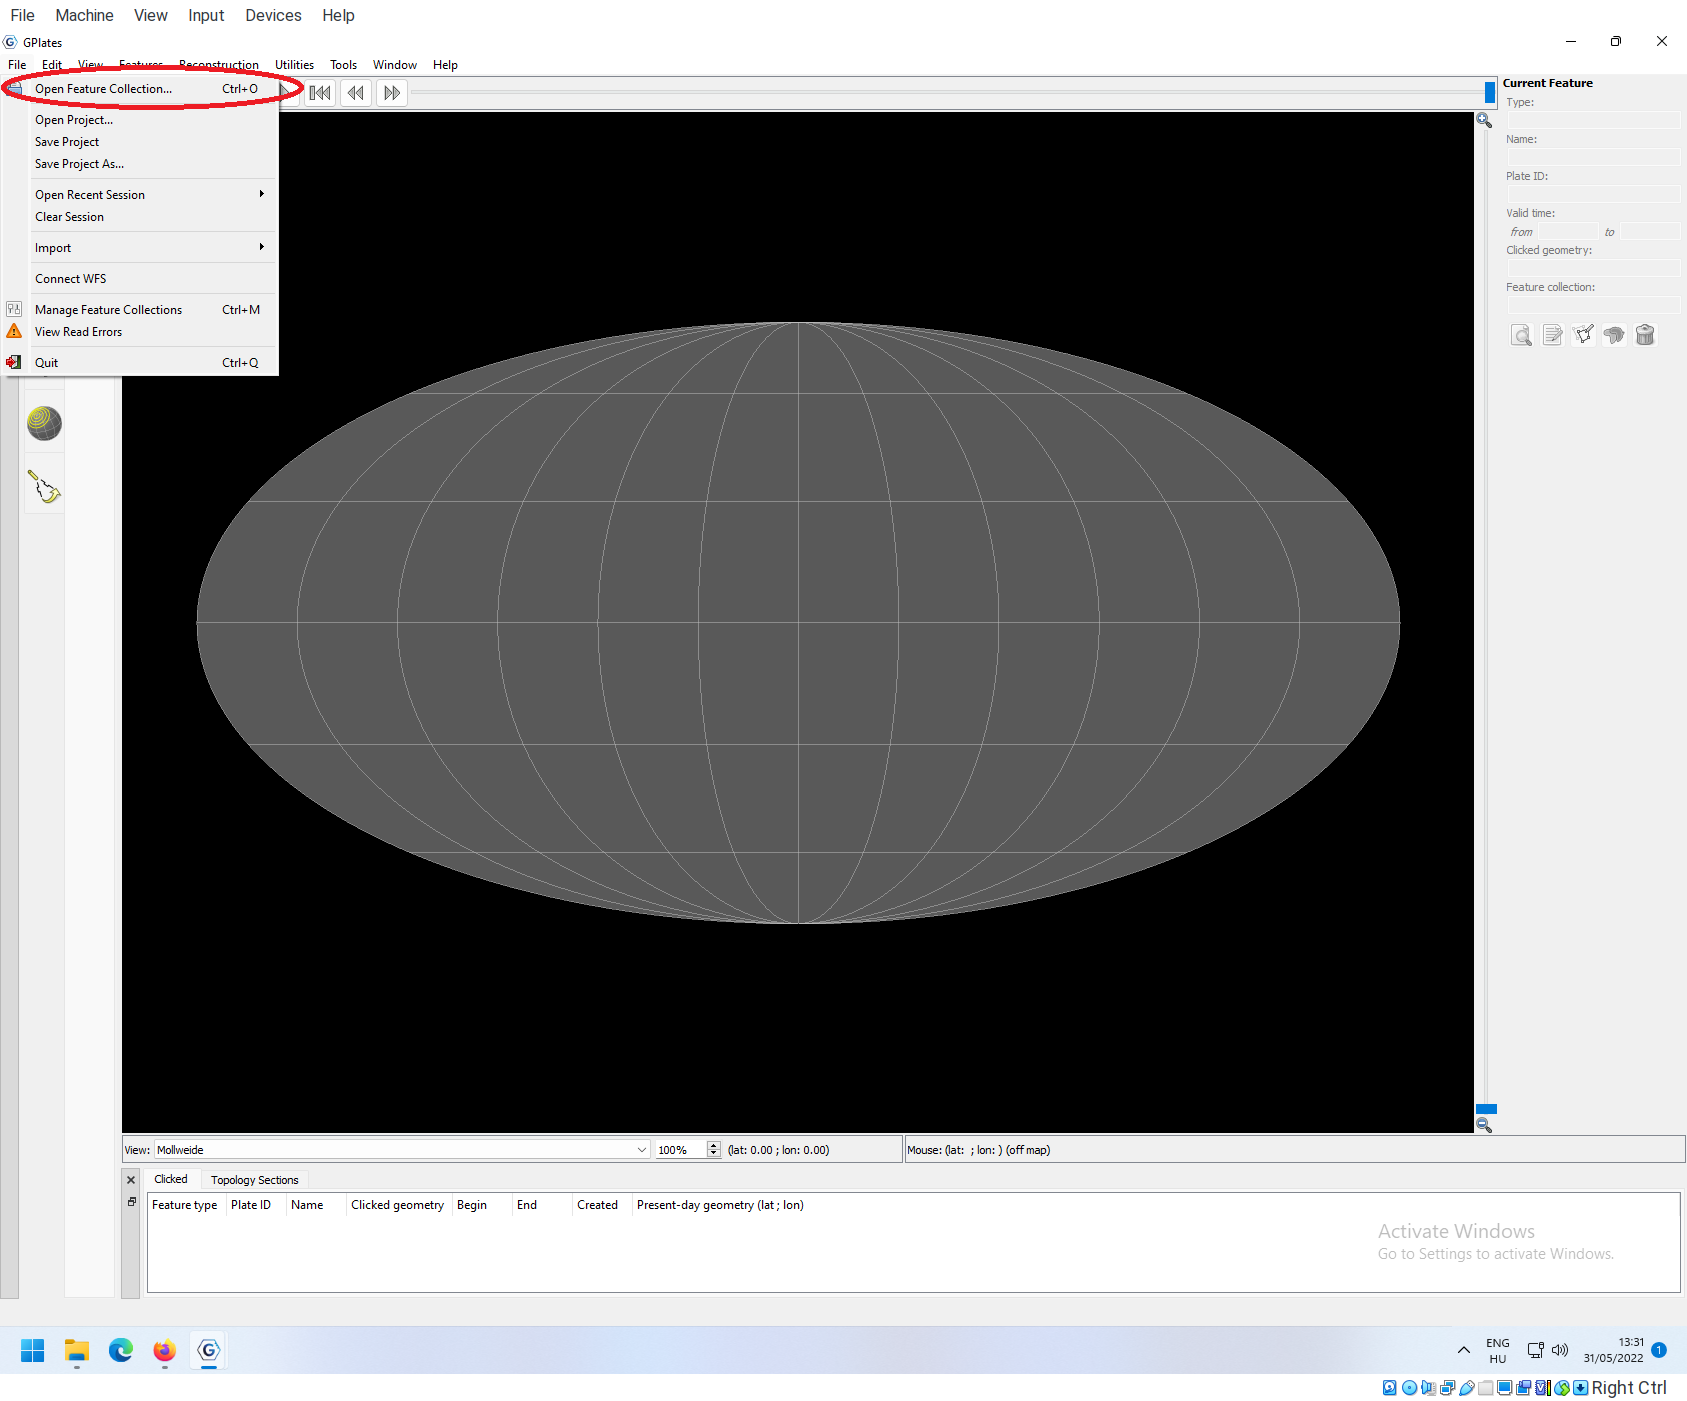 File Machine View Input Devices Help
GPlates
File Edit View Features Reconstruction Utilities Tools Window Help
Open Feature Collection... Ctrl+O
Open Project...
Save Project
Save Project As...
Open Recent Session
Clear Session
Import
Connect WFS
Manage Feature Collections Ctrl+M
View Read Errors
Quit Ctrl+Q
Current Feature
Type:
Name:
Plate ID:
Valid time:
from to
Clicked geometry:
Feature collection:
View: Mollweide 100% (lat: 0.00 ; lon: 0.00) Mouse: (lat: ; lon: ) (off map)
Clicked Topology Sections
Feature type Plate ID Name Clicked geometry Begin End Created Present-day geometry (lat ; lon)
Activate Windows
Go to Settings to activate Windows.
ENG
HU
13:31
31/05/2022
1
Right Ctrl